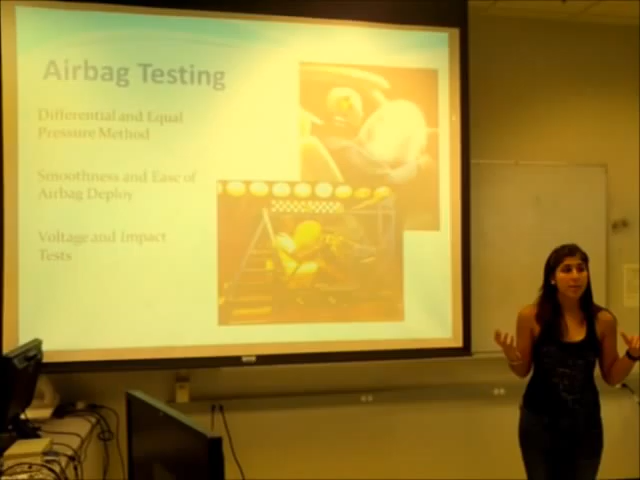 Airbag Testing
Differential and Equal
Pressure Method
Smoothness and Ease of
Airbag Deploy
Voltage and Impact
Tests